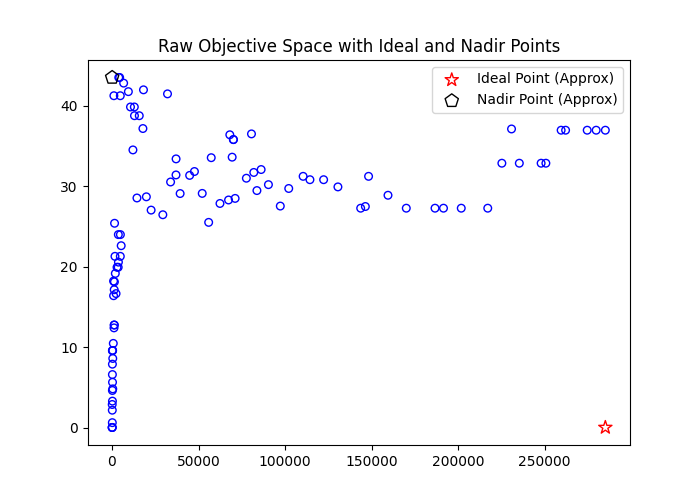 Raw Objective Space with Ideal and Nadir Points
Ideal Point (Approx)
Nadir Point (Approx)
40
30
20
10
0
0 50000 100000 150000 200000 250000